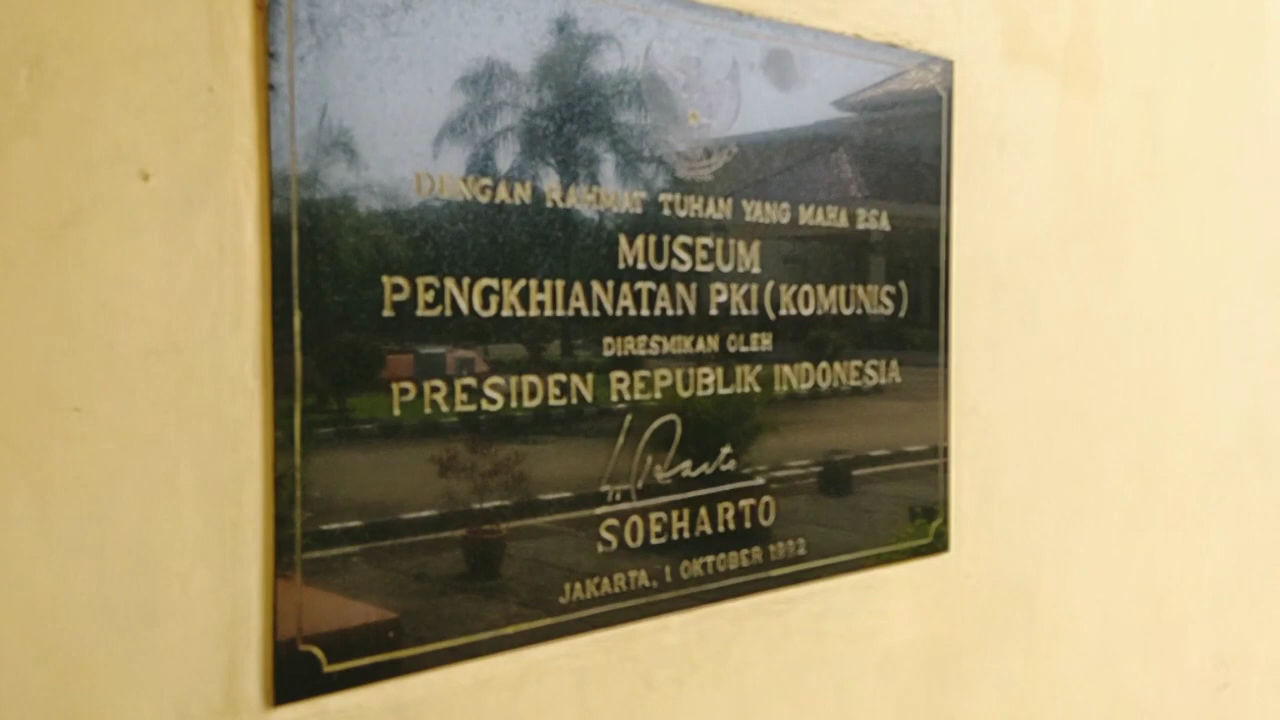 DENGAN RAHMAT TUHAN YANG MAHA ESA
MUSEUM
PENGKHIANATAN PKI (KOMUNIS)
DIRESMIKAN OLEH
PRESIDEN REPUBLIK INDONESIA
SOEHARTO
JAKARTA, 1 OKTOBER 1992